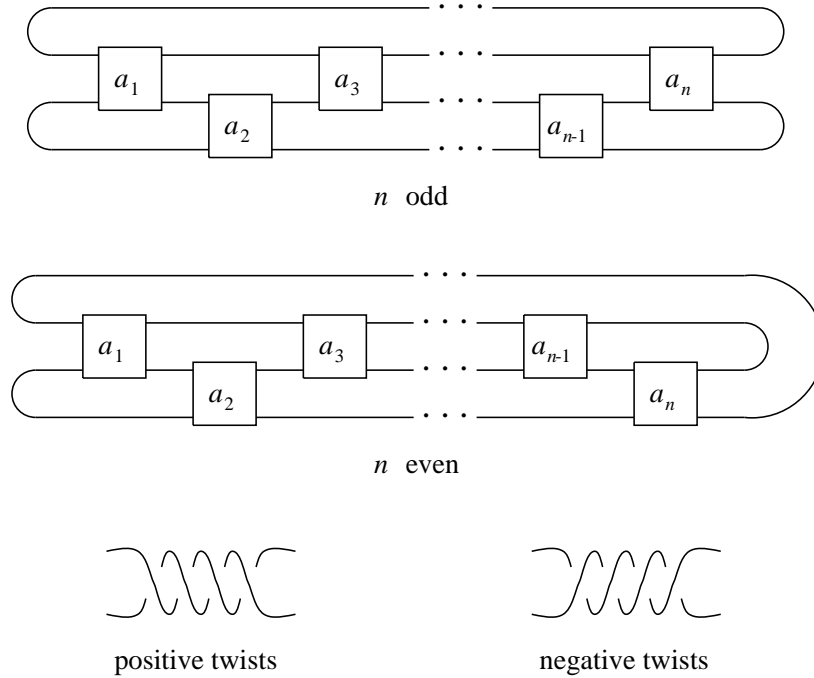 · · ·
· · ·
a₁ a₃ aₙ
· · ·
a₂ aₙ₋₁
· · ·
n odd
· · ·
· · ·
a₁ a₃ aₙ₋₁
· · ·
a₂ aₙ
· · ·
n even
positive twists negative twists